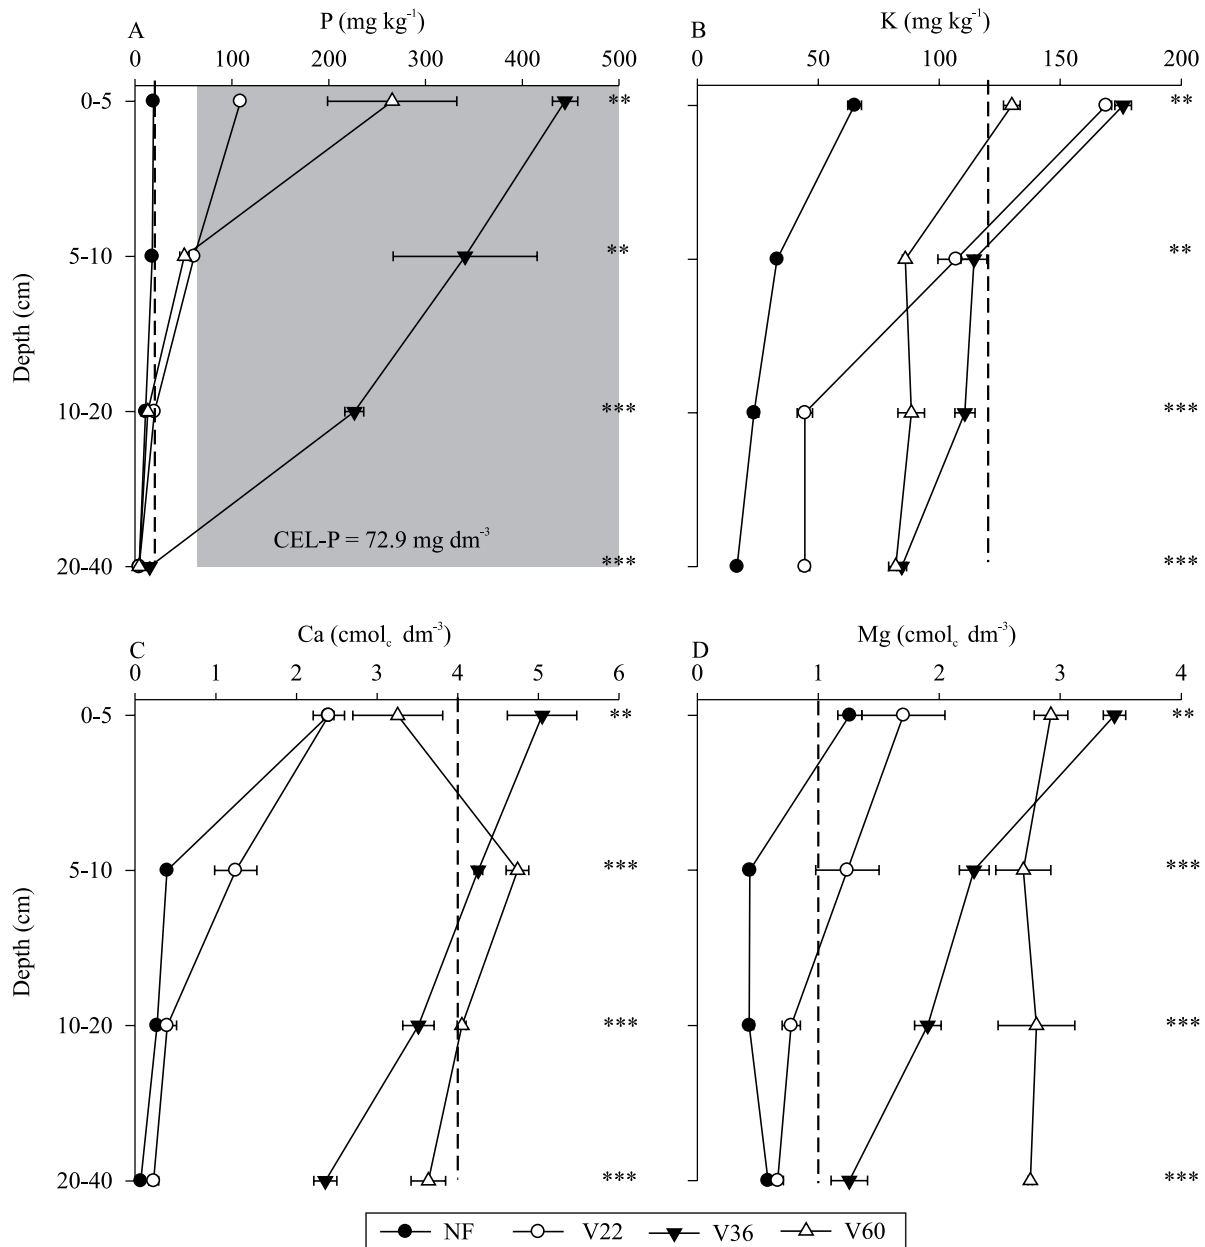 A
P (mg kg⁻¹)
0 100 200 300 400 500
B
K (mg kg⁻¹)
0 50 100 150 200
Depth (cm)
0-5 ** **
5-10 ** **
10-20 *** ***
20-40 *** ***
CEL-P = 72.9 mg dm⁻³
C
Ca (cmol_c dm⁻³)
0 1 2 3 4 5 6
D
Mg (cmol_c dm⁻³)
0 1 2 3 4
Depth (cm)
0-5 ** **
5-10 *** ***
10-20 *** ***
20-40 *** ***
NF V22 V36 V60